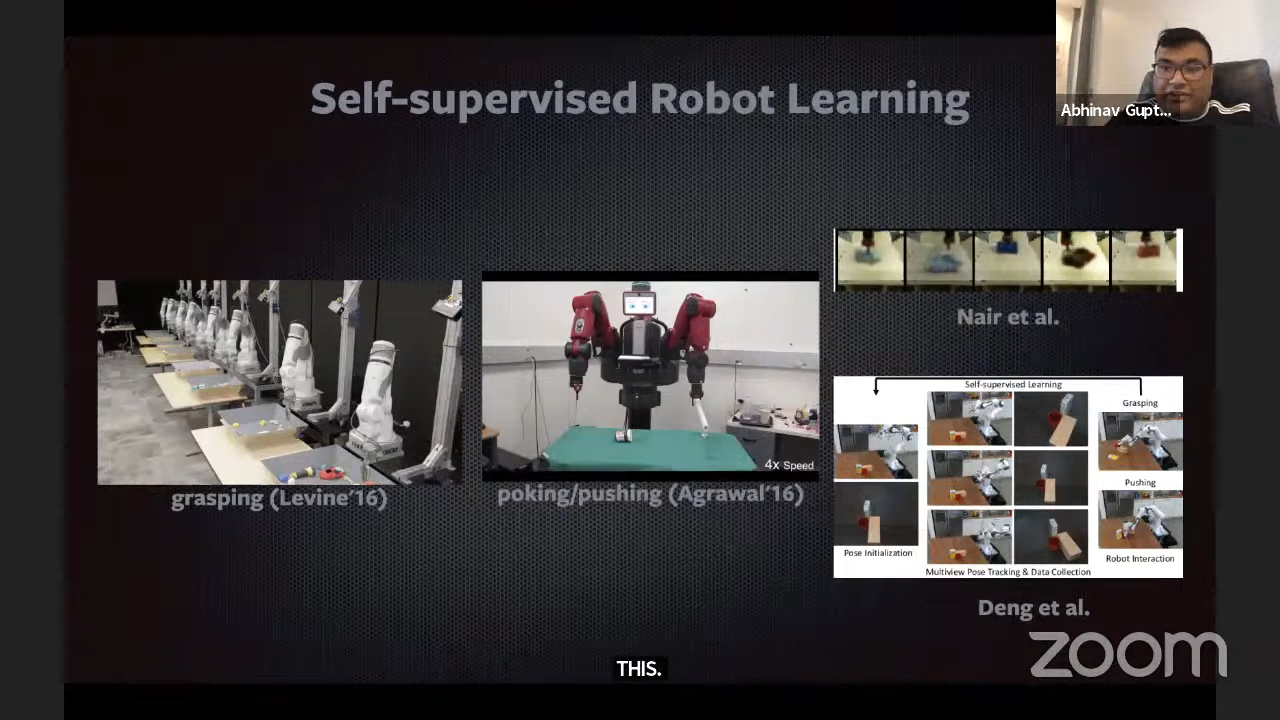 Self-supervised Robot Learning
Abhinav Gupt...
Nair et al.
grasping (Levine'16)
4x Speed
poking/pushing (Agrawal'16)
Self-supervised Learning
Grasping
Pushing
Pose Initialization
Robot Interaction
Multiview Pose Tracking & Data Collection
Deng et al.
zoom
THIS.